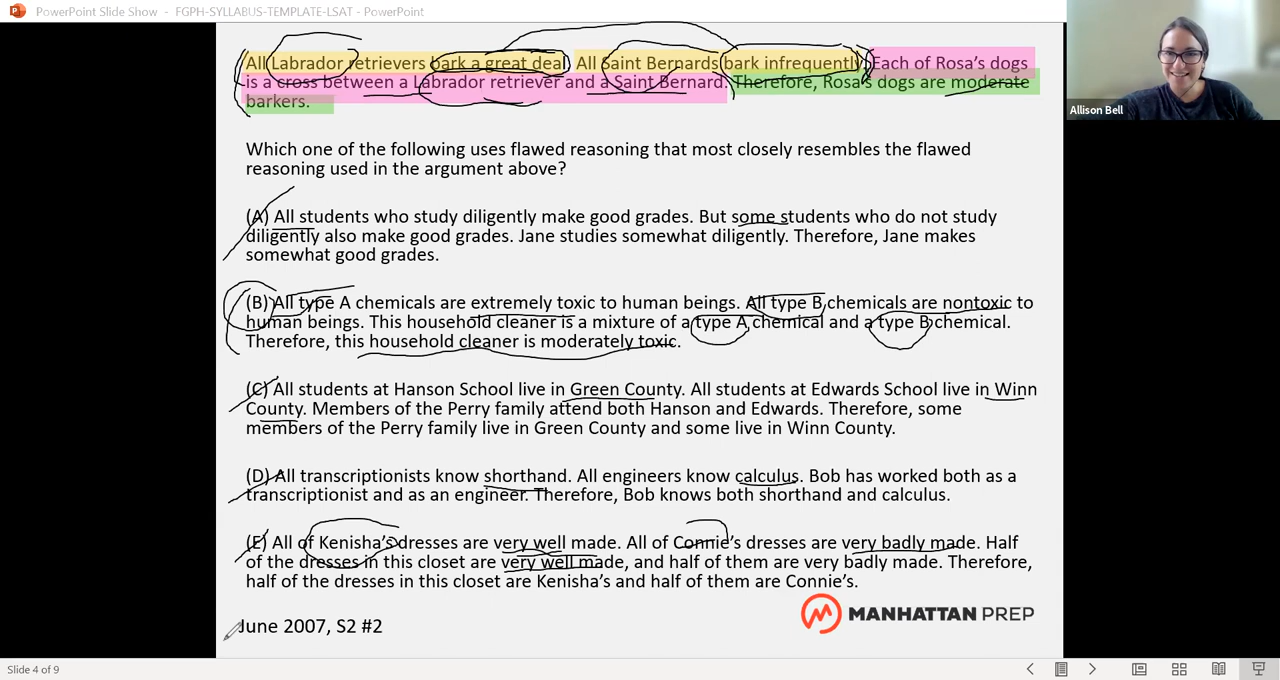 PowerPoint Slide Show - FGPH-SYLLABUS-TEMPLATE-LSAT - PowerPoint
All Labrador retrievers bark a great deal. All Saint Bernards bark infrequently. Each of Rosa's dogs
is a cross between a Labrador retriever and a Saint Bernard. Therefore, Rosa's dogs are moderate
barkers.
Allison Bell
Which one of the following uses flawed reasoning that most closely resembles the flawed
reasoning used in the argument above?
(A) All students who study diligently make good grades. But some students who do not study
diligently also make good grades. Jane studies somewhat diligently. Therefore, Jane makes
somewhat good grades.
(B) All type A chemicals are extremely toxic to human beings. All type B chemicals are nontoxic to
human beings. This household cleaner is a mixture of a type A chemical and a type B chemical.
Therefore, this household cleaner is moderately toxic.
(C) All students at Hanson School live in Green County. All students at Edwards School live in Winn
County. Members of the Perry family attend both Hanson and Edwards. Therefore, some
members of the Perry family live in Green County and some live in Winn County.
(D) All transcriptionists know shorthand. All engineers know calculus. Bob has worked both as a
transcriptionist and as an engineer. Therefore, Bob knows both shorthand and calculus.
(E) All of Kenisha's dresses are very well made. All of Connie's dresses are very badly made. Half
of the dresses in this closet are very well made, and half of them are very badly made. Therefore,
half of the dresses in this closet are Kenisha's and half of them are Connie's.
MANHATTAN PREP
June 2007, S2 #2
Slide 4 of 9